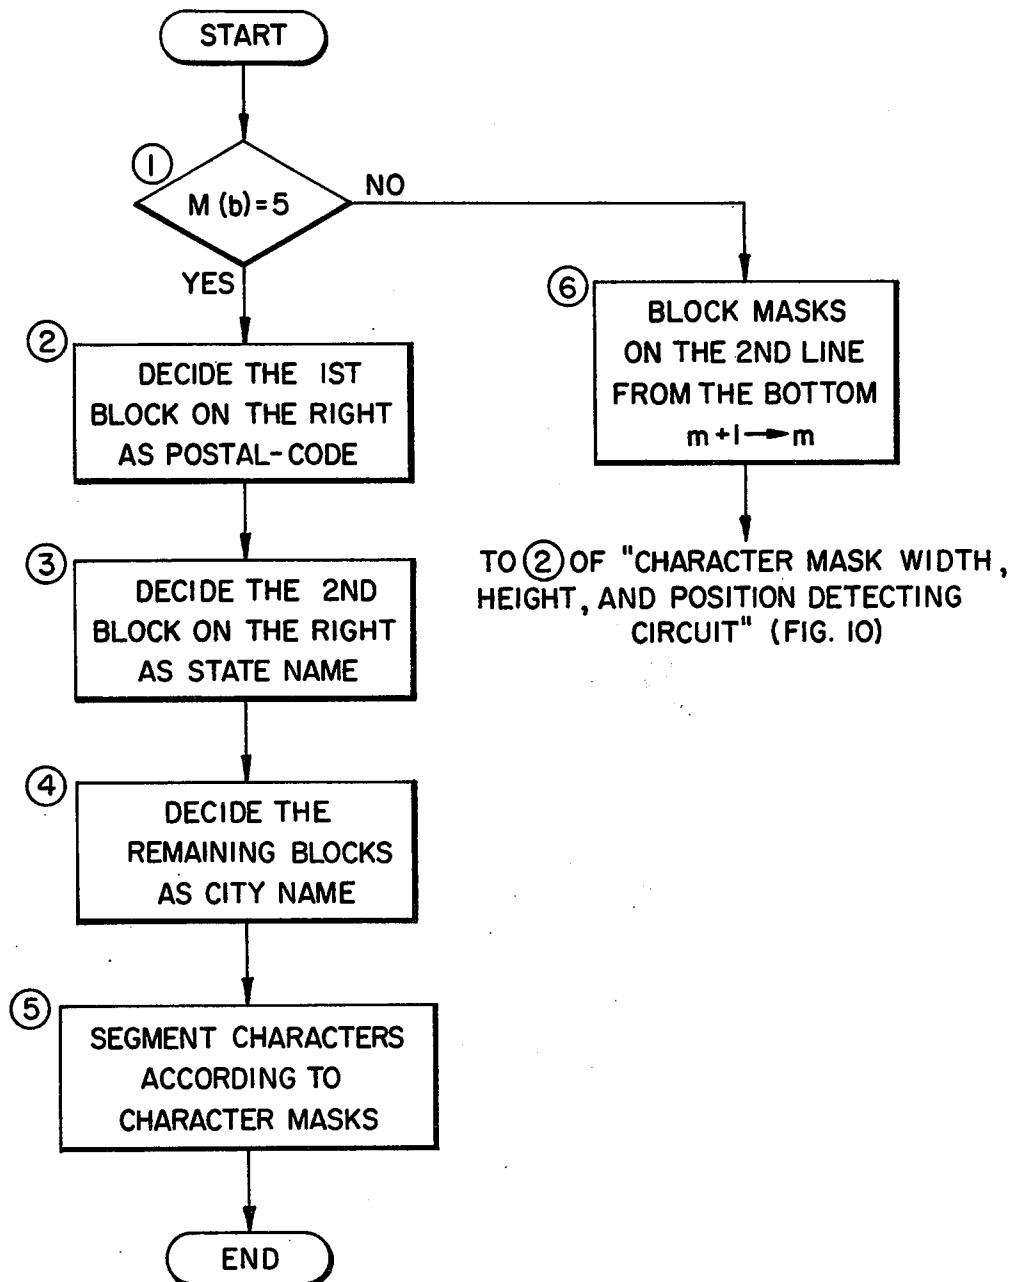 START
①
M(b)=5
NO
YES
②
DECIDE THE 1ST
BLOCK ON THE RIGHT
AS POSTAL-CODE
⑥
BLOCK MASKS
ON THE 2ND LINE
FROM THE BOTTOM
m+1→m
TO ② OF "CHARACTER MASK WIDTH,
HEIGHT, AND POSITION DETECTING
CIRCUIT" (FIG. 10)
③
DECIDE THE 2ND
BLOCK ON THE RIGHT
AS STATE NAME
④
DECIDE THE
REMAINING BLOCKS
AS CITY NAME
⑤
SEGMENT CHARACTERS
ACCORDING TO
CHARACTER MASKS
END